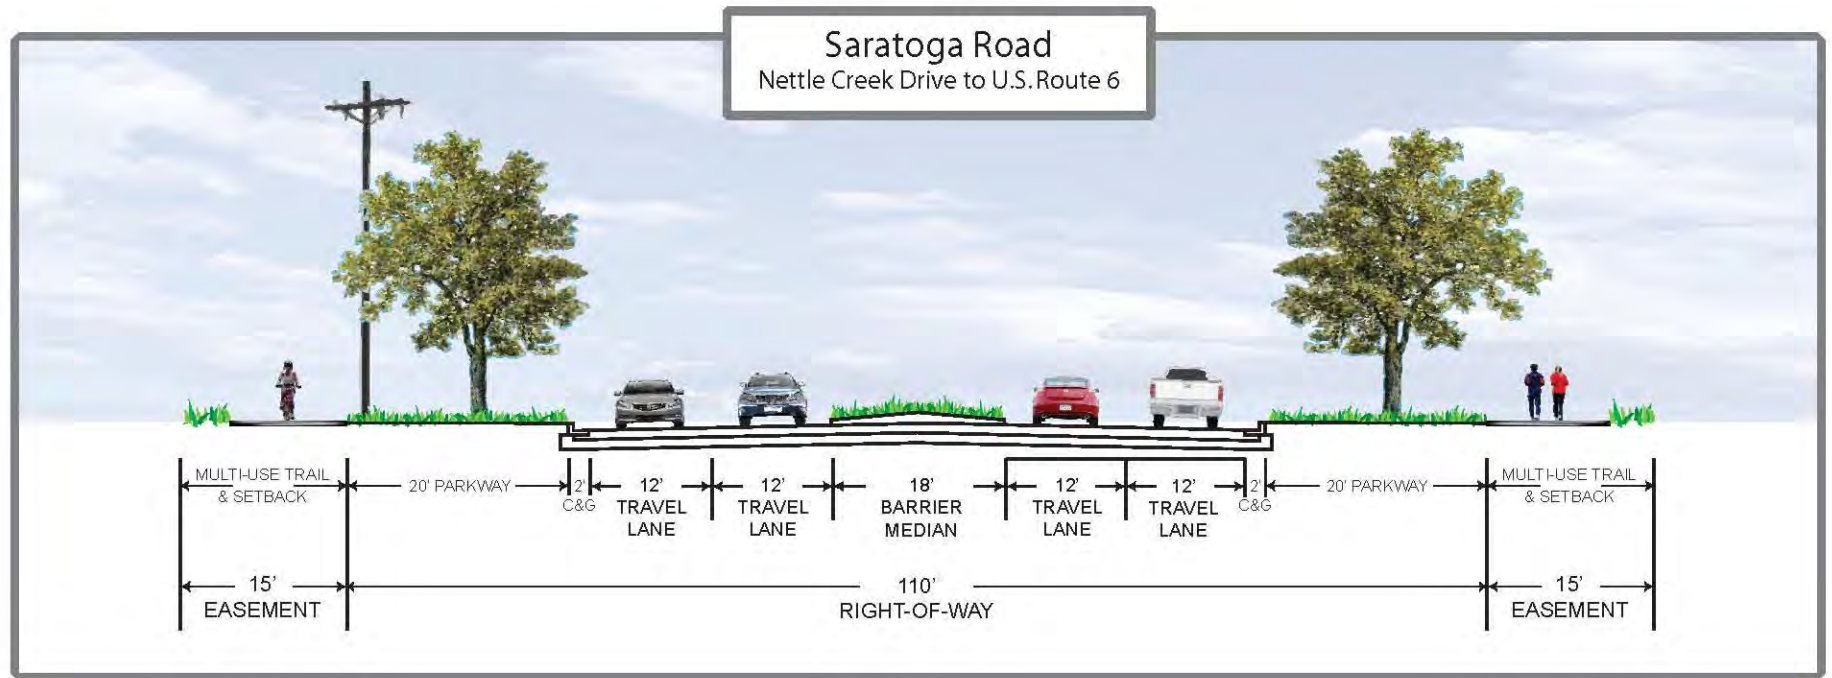 Saratoga Road
Nettle Creek Drive to U.S. Route 6
MULTI-USE TRAIL
& SETBACK
20' PARKWAY
2'
C&G
12'
TRAVEL
LANE
12'
TRAVEL
LANE
18'
BARRIER
MEDIAN
12'
TRAVEL
LANE
12'
TRAVEL
LANE
2'
C&G
20' PARKWAY
MULTI-USE TRAIL
& SETBACK
15'
EASEMENT
110'
RIGHT-OF-WAY
15'
EASEMENT